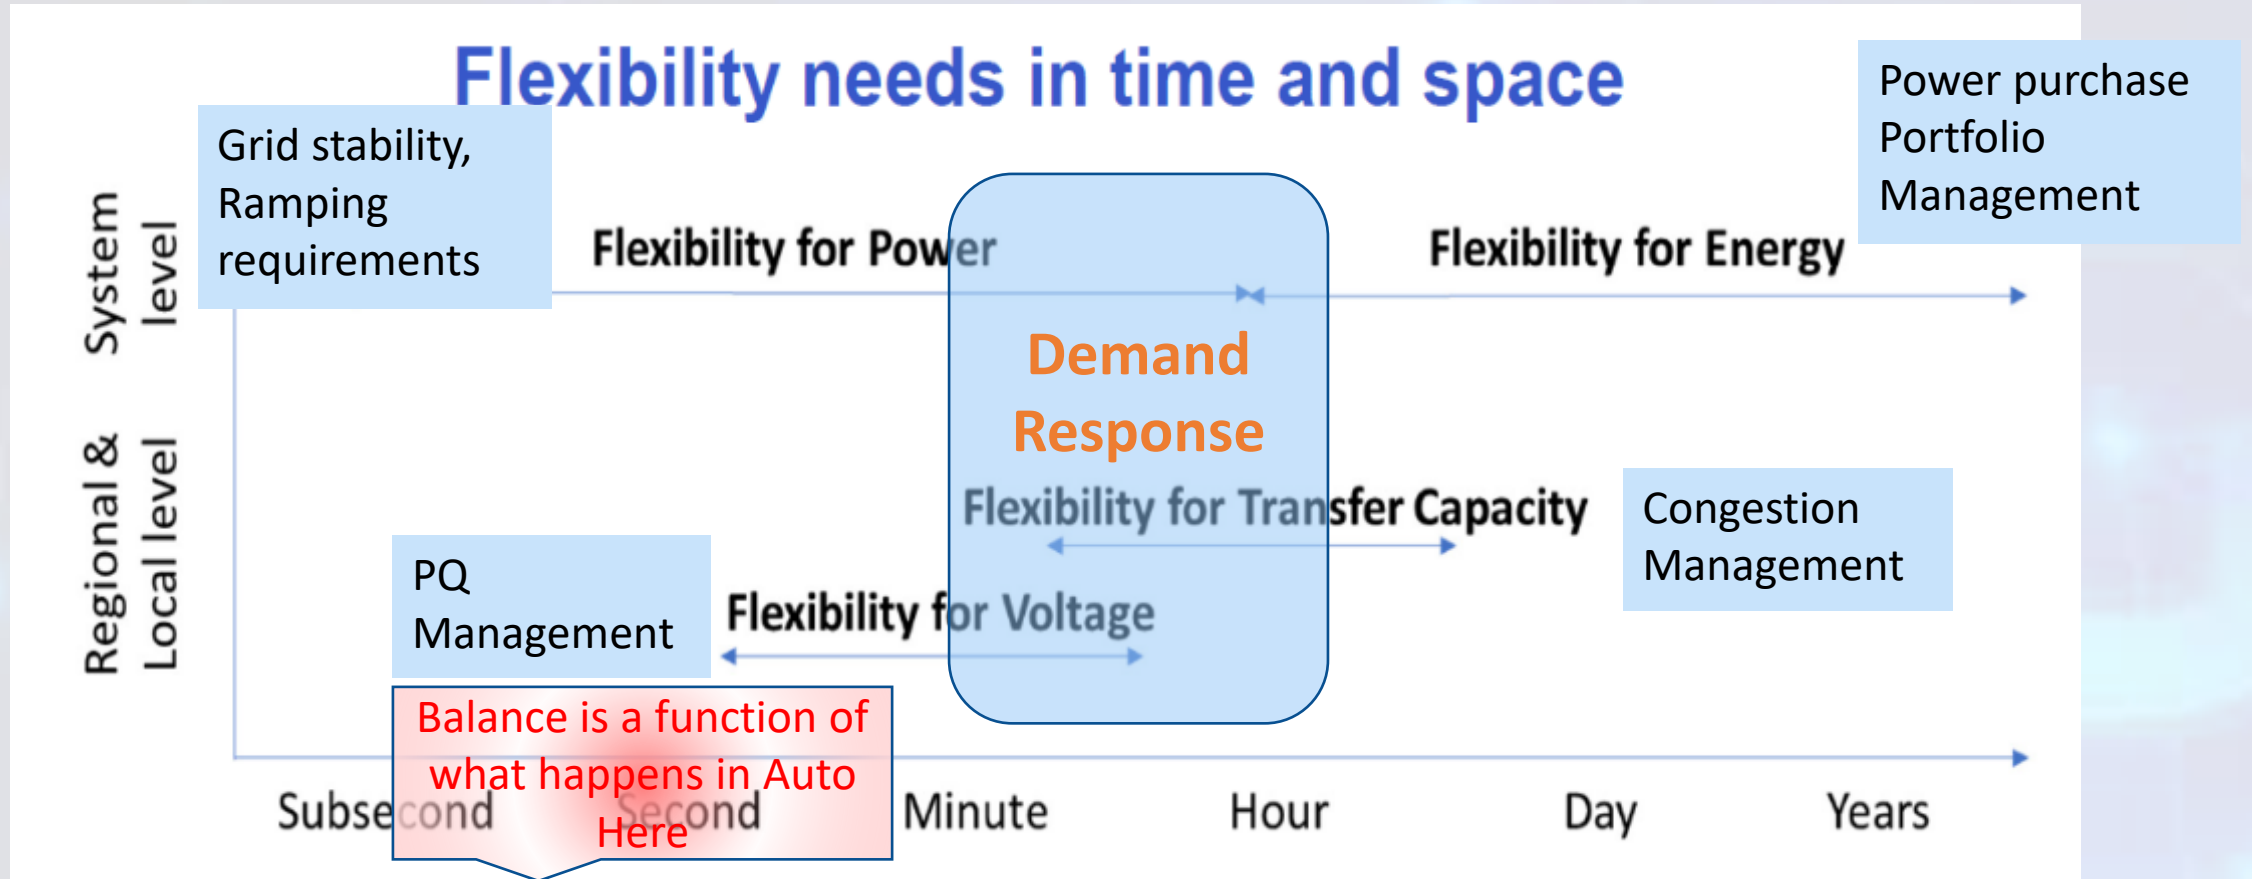 Flexibility needs in time and space
Power purchase
Portfolio
Management
Grid stability,
Ramping
requirements
System
level
Flexibility for Power
Flexibility for Energy
Demand
Response
Regional &
Local level
Flexibility for Transfer Capacity
Congestion
Management
PQ
Management
Flexibility for Voltage
Balance is a function of
what happens in Auto
Here
Subsecond
Second
Minute
Hour
Day
Years